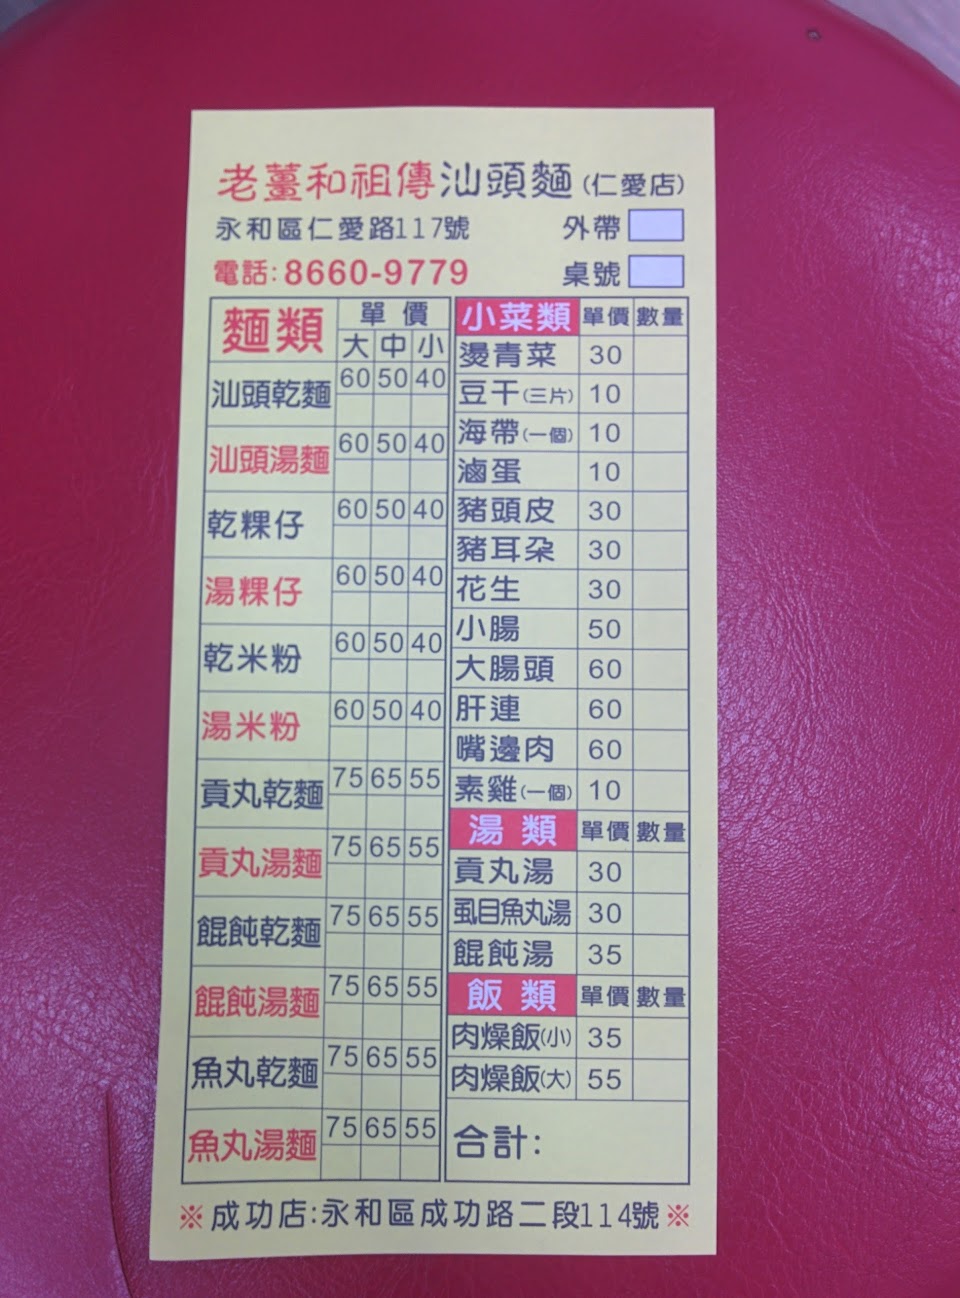 老薑和祖傳汕頭麵(仁愛店)
永和區仁愛路117號 外帶
電話:8660-9779 桌號
麵類 單價
大 中 小
汕頭乾麵 60 50 40
汕頭湯麵 60 50 40
乾粿仔 60 50 40
湯粿仔 60 50 40
乾米粉 60 50 40
湯米粉 60 50 40
貢丸乾麵 75 65 55
貢丸湯麵 75 65 55
餛飩乾麵 75 65 55
餛飩湯麵 75 65 55
魚丸乾麵 75 65 55
魚丸湯麵 75 65 55
小菜類 單價 數量
燙青菜 30
豆干(三片) 10
海帶(一個) 10
滷蛋 10
豬頭皮 30
豬耳朵 30
花生 30
小腸 50
大腸頭 60
肝連 60
嘴邊肉 60
素雞(一個) 10
湯類 單價 數量
貢丸湯 30
虱目魚丸湯 30
餛飩湯 35
飯類 單價 數量
肉燥飯(小) 35
肉燥飯(大) 55
合計:
※成功店:永和區成功路二段114號※